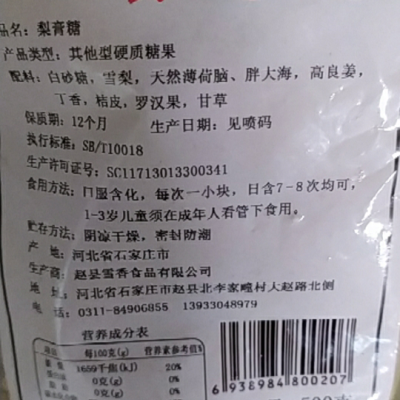 品名：梨膏糖
产品类型：其他型硬质糖果
配料：白砂糖，雪梨，天然薄荷脑、胖大海，高良姜，
丁香，桔皮，罗汉果，甘草
保质期：12个月 生产日期：见喷码
执行标准：SB/T10018
生产许可证号：SC11713013300341
食用方法：口服含化，每次一小块，日含7-8次均可，
1-3岁儿童须在成年人看管下食用。
贮存方法：阴凉干燥，密封防潮
产 地：河北省石家庄市
生产商：赵县雪香食品有限公司
地 址：河北省石家庄市赵县北李家疃村大赵路北侧
电 话：0311-84906855 13933048979
营养成分表
每100克(g) 营养素参考值%
1659千焦(kJ) 20%
0克(g) 0%
0克(g) 0%
6 938984 800207